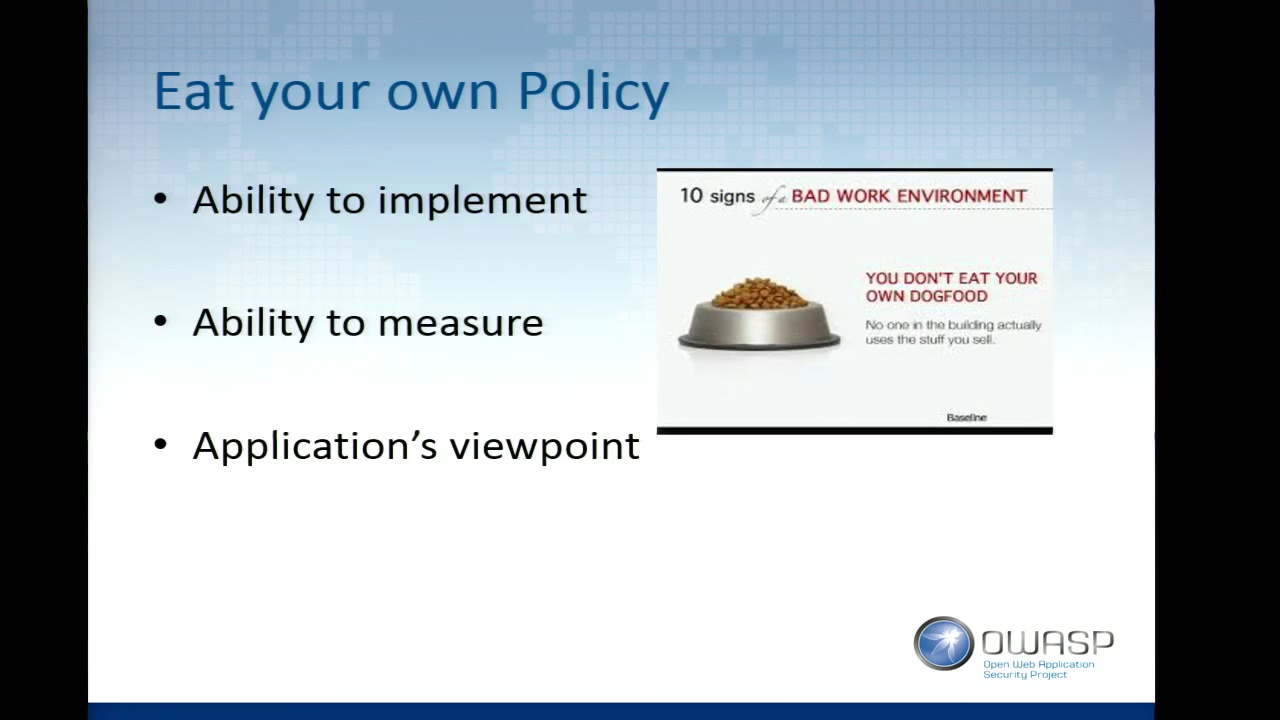 Eat your own Policy
• Ability to implement
• Ability to measure
• Application’s viewpoint
10 signs of a BAD WORK ENVIRONMENT
YOU DON'T EAT YOUR
OWN DOGFOOD
No one in the building actually
uses the stuff you sell.
Baseline
OWASP
Open Web Application
Security Project